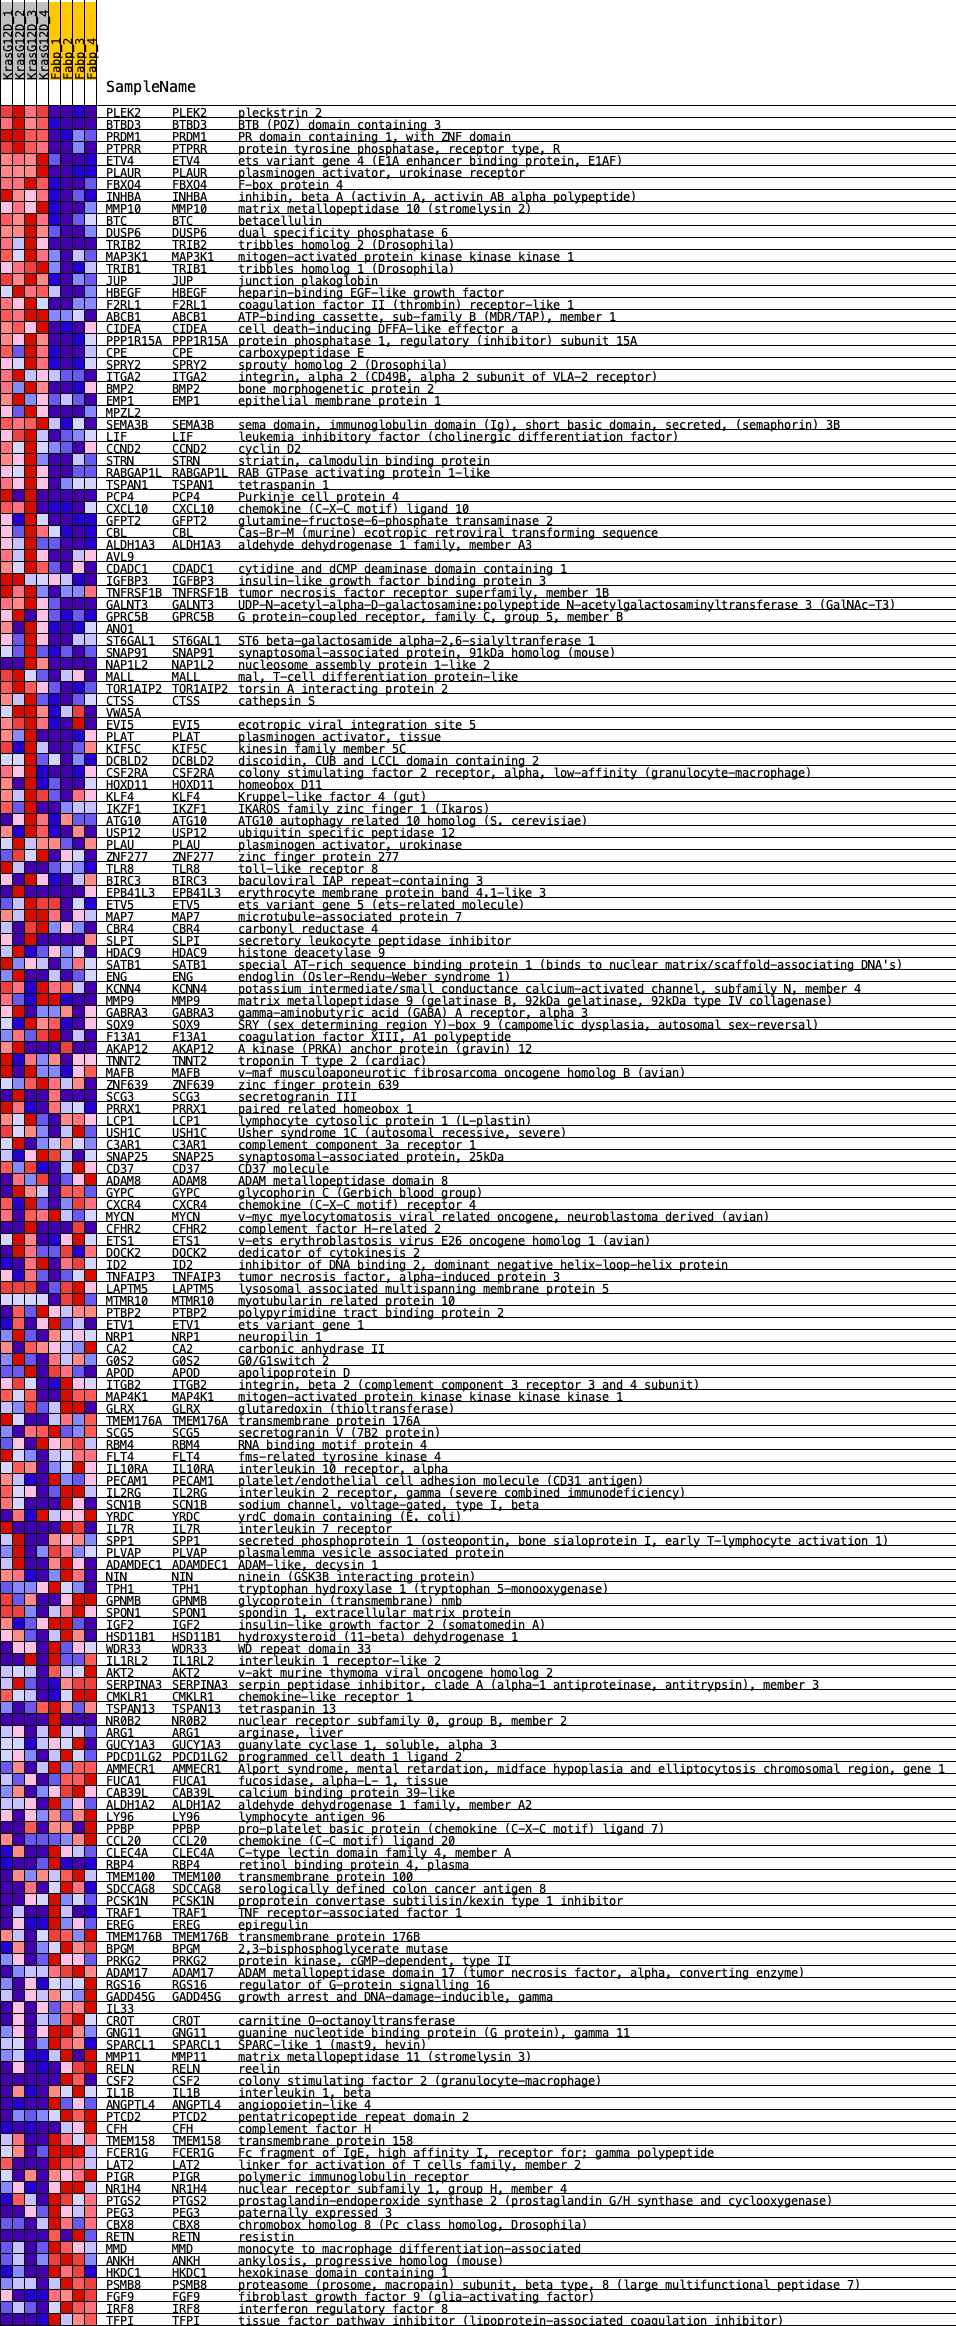 KrasG12D_1
KrasG12D_2
KrasG12D_3
KrasG12D_4
Fabp_1
Fabp_2
Fabp_3
Fabp_4
SampleName
PLEK2 PLEK2 pleckstrin 2
BTBD3 BTBD3 BTB (POZ) domain containing 3
PRDM1 PRDM1 PR domain containing 1, with ZNF domain
PTPRR PTPRR protein tyrosine phosphatase, receptor type, R
ETV4 ETV4 ets variant gene 4 (E1A enhancer binding protein, E1AF)
PLAUR PLAUR plasminogen activator, urokinase receptor
FBXO4 FBXO4 F-box protein 4
INHBA INHBA inhibin, beta A (activin A, activin AB alpha polypeptide)
MMP10 MMP10 matrix metallopeptidase 10 (stromelysin 2)
BTC BTC betacellulin
DUSP6 DUSP6 dual specificity phosphatase 6
TRIB2 TRIB2 tribbles homolog 2 (Drosophila)
MAP3K1 MAP3K1 mitogen-activated protein kinase kinase kinase 1
TRIB1 TRIB1 tribbles homolog 1 (Drosophila)
JUP JUP junction plakoglobin
HBEGF HBEGF heparin-binding EGF-like growth factor
F2RL1 F2RL1 coagulation factor II (thrombin) receptor-like 1
ABCB1 ABCB1 ATP-binding cassette, sub-family B (MDR/TAP), member 1
CIDEA CIDEA cell death-inducing DFFA-like effector a
PPP1R15A PPP1R15A protein phosphatase 1, regulatory (inhibitor) subunit 15A
CPE CPE carboxypeptidase E
SPRY2 SPRY2 sprouty homolog 2 (Drosophila)
ITGA2 ITGA2 integrin, alpha 2 (CD49B, alpha 2 subunit of VLA-2 receptor)
BMP2 BMP2 bone morphogenetic protein 2
EMP1 EMP1 epithelial membrane protein 1
MPZL2
SEMA3B SEMA3B sema domain, immunoglobulin domain (Ig), short basic domain, secreted, (semaphorin) 3B
LIF LIF leukemia inhibitory factor (cholinergic differentiation factor)
CCND2 CCND2 cyclin D2
STRN STRN striatin, calmodulin binding protein
RABGAP1L RABGAP1L RAB GTPase activating protein 1-like
TSPAN1 TSPAN1 tetraspanin 1
PCP4 PCP4 Purkinje cell protein 4
CXCL10 CXCL10 chemokine (C-X-C motif) ligand 10
GFPT2 GFPT2 glutamine-fructose-6-phosphate transaminase 2
CBL CBL Cas-Br-M (murine) ecotropic retroviral transforming sequence
ALDH1A3 ALDH1A3 aldehyde dehydrogenase 1 family, member A3
AVL9
CDADC1 CDADC1 cytidine and dCMP deaminase domain containing 1
IGFBP3 IGFBP3 insulin-like growth factor binding protein 3
TNFRSF1B TNFRSF1B tumor necrosis factor receptor superfamily, member 1B
GALNT3 GALNT3 UDP-N-acetyl-alpha-D-galactosamine:polypeptide N-acetylgalactosaminyltransferase 3 (GalNAc-T3)
GPRC5B GPRC5B G protein-coupled receptor, family C, group 5, member B
ANO1
ST6GAL1 ST6GAL1 ST6 beta-galactosamide alpha-2,6-sialyltranferase 1
SNAP91 SNAP91 synaptosomal-associated protein, 91kDa homolog (mouse)
NAP1L2 NAP1L2 nucleosome assembly protein 1-like 2
MALL MALL mal, T-cell differentiation protein-like
TOR1AIP2 TOR1AIP2 torsin A interacting protein 2
CTSS CTSS cathepsin S
VWA5A
EVI5 EVI5 ecotropic viral integration site 5
PLAT PLAT plasminogen activator, tissue
KIF5C KIF5C kinesin family member 5C
DCBLD2 DCBLD2 discoidin, CUB and LCCL domain containing 2
CSF2RA CSF2RA colony stimulating factor 2 receptor, alpha, low-affinity (granulocyte-macrophage)
HOXD11 HOXD11 homeobox D11
KLF4 KLF4 Kruppel-like factor 4 (gut)
IKZF1 IKZF1 IKAROS family zinc finger 1 (Ikaros)
ATG10 ATG10 ATG10 autophagy related 10 homolog (S. cerevisiae)
USP12 USP12 ubiquitin specific peptidase 12
PLAU PLAU plasminogen activator, urokinase
ZNF277 ZNF277 zinc finger protein 277
TLR8 TLR8 toll-like receptor 8
BIRC3 BIRC3 baculoviral IAP repeat-containing 3
EPB41L3 EPB41L3 erythrocyte membrane protein band 4.1-like 3
ETV5 ETV5 ets variant gene 5 (ets-related molecule)
MAP7 MAP7 microtubule-associated protein 7
CBR4 CBR4 carbonyl reductase 4
SLPI SLPI secretory leukocyte peptidase inhibitor
HDAC9 HDAC9 histone deacetylase 9
SATB1 SATB1 special AT-rich sequence binding protein 1 (binds to nuclear matrix/scaffold-associating DNA's)
ENG ENG endoglin (Osler-Rendu-Weber syndrome 1)
KCNN4 KCNN4 potassium intermediate/small conductance calcium-activated channel, subfamily N, member 4
MMP9 MMP9 matrix metallopeptidase 9 (gelatinase B, 92kDa gelatinase, 92kDa type IV collagenase)
GABRA3 GABRA3 gamma-aminobutyric acid (GABA) A receptor, alpha 3
SOX9 SOX9 SRY (sex determining region Y)-box 9 (campomelic dysplasia, autosomal sex-reversal)
F13A1 F13A1 coagulation factor XIII, A1 polypeptide
AKAP12 AKAP12 A kinase (PRKA) anchor protein (gravin) 12
TNNT2 TNNT2 troponin T type 2 (cardiac)
MAFB MAFB v-maf musculoaponeurotic fibrosarcoma oncogene homolog B (avian)
ZNF639 ZNF639 zinc finger protein 639
SCG3 SCG3 secretogranin III
PRRX1 PRRX1 paired related homeobox 1
LCP1 LCP1 lymphocyte cytosolic protein 1 (L-plastin)
USH1C USH1C Usher syndrome 1C (autosomal recessive, severe)
C3AR1 C3AR1 complement component 3a receptor 1
SNAP25 SNAP25 synaptosomal-associated protein, 25kDa
CD37 CD37 CD37 molecule
ADAM8 ADAM8 ADAM metallopeptidase domain 8
GYPC GYPC glycophorin C (Gerbich blood group)
CXCR4 CXCR4 chemokine (C-X-C motif) receptor 4
MYCN MYCN v-myc myelocytomatosis viral related oncogene, neuroblastoma derived (avian)
CFHR2 CFHR2 complement factor H-related 2
ETS1 ETS1 v-ets erythroblastosis virus E26 oncogene homolog 1 (avian)
DOCK2 DOCK2 dedicator of cytokinesis 2
ID2 ID2 inhibitor of DNA binding 2, dominant negative helix-loop-helix protein
TNFAIP3 TNFAIP3 tumor necrosis factor, alpha-induced protein 3
LAPTM5 LAPTM5 lysosomal associated multispanning membrane protein 5
MTMR10 MTMR10 myotubularin related protein 10
PTBP2 PTBP2 polypyrimidine tract binding protein 2
ETV1 ETV1 ets variant gene 1
NRP1 NRP1 neuropilin 1
CA2 CA2 carbonic anhydrase II
G0S2 G0S2 G0/G1switch 2
APOD APOD apolipoprotein D
ITGB2 ITGB2 integrin, beta 2 (complement component 3 receptor 3 and 4 subunit)
MAP4K1 MAP4K1 mitogen-activated protein kinase kinase kinase kinase 1
GLRX GLRX glutaredoxin (thioltransferase)
TMEM176A TMEM176A transmembrane protein 176A
SCG5 SCG5 secretogranin V (7B2 protein)
RBM4 RBM4 RNA binding motif protein 4
FLT4 FLT4 fms-related tyrosine kinase 4
IL10RA IL10RA interleukin 10 receptor, alpha
PECAM1 PECAM1 platelet/endothelial cell adhesion molecule (CD31 antigen)
IL2RG IL2RG interleukin 2 receptor, gamma (severe combined immunodeficiency)
SCN1B SCN1B sodium channel, voltage-gated, type I, beta
YRDC YRDC yrdC domain containing (E. coli)
IL7R IL7R interleukin 7 receptor
SPP1 SPP1 secreted phosphoprotein 1 (osteopontin, bone sialoprotein I, early T-lymphocyte activation 1)
PLVAP PLVAP plasmalemma vesicle associated protein
ADAMDEC1 ADAMDEC1 ADAM-like, decysin 1
NIN NIN ninein (GSK3B interacting protein)
TPH1 TPH1 tryptophan hydroxylase 1 (tryptophan 5-monooxygenase)
GPNMB GPNMB glycoprotein (transmembrane) nmb
SPON1 SPON1 spondin 1, extracellular matrix protein
IGF2 IGF2 insulin-like growth factor 2 (somatomedin A)
HSD11B1 HSD11B1 hydroxysteroid (11-beta) dehydrogenase 1
WDR33 WDR33 WD repeat domain 33
IL1RL2 IL1RL2 interleukin 1 receptor-like 2
AKT2 AKT2 v-akt murine thymoma viral oncogene homolog 2
SERPINA3 SERPINA3 serpin peptidase inhibitor, clade A (alpha-1 antiproteinase, antitrypsin), member 3
CMKLR1 CMKLR1 chemokine-like receptor 1
TSPAN13 TSPAN13 tetraspanin 13
NR0B2 NR0B2 nuclear receptor subfamily 0, group B, member 2
ARG1 ARG1 arginase, liver
GUCY1A3 GUCY1A3 guanylate cyclase 1, soluble, alpha 3
PDCD1LG2 PDCD1LG2 programmed cell death 1 ligand 2
AMMECR1 AMMECR1 Alport syndrome, mental retardation, midface hypoplasia and elliptocytosis chromosomal region, gene 1
FUCA1 FUCA1 fucosidase, alpha-L- 1, tissue
CAB39L CAB39L calcium binding protein 39-like
ALDH1A2 ALDH1A2 aldehyde dehydrogenase 1 family, member A2
LY96 LY96 lymphocyte antigen 96
PPBP PPBP pro-platelet basic protein (chemokine (C-X-C motif) ligand 7)
CCL20 CCL20 chemokine (C-C motif) ligand 20
CLEC4A CLEC4A C-type lectin domain family 4, member A
RBP4 RBP4 retinol binding protein 4, plasma
TMEM100 TMEM100 transmembrane protein 100
SDCCAG8 SDCCAG8 serologically defined colon cancer antigen 8
PCSK1N PCSK1N proprotein convertase subtilisin/kexin type 1 inhibitor
TRAF1 TRAF1 TNF receptor-associated factor 1
EREG EREG epiregulin
TMEM176B TMEM176B transmembrane protein 176B
BPGM BPGM 2,3-bisphosphoglycerate mutase
PRKG2 PRKG2 protein kinase, cGMP-dependent, type II
ADAM17 ADAM17 ADAM metallopeptidase domain 17 (tumor necrosis factor, alpha, converting enzyme)
RGS16 RGS16 regulator of G-protein signalling 16
GADD45G GADD45G growth arrest and DNA-damage-inducible, gamma
IL33
CROT CROT carnitine O-octanoyltransferase
GNG11 GNG11 guanine nucleotide binding protein (G protein), gamma 11
SPARCL1 SPARCL1 SPARC-like 1 (mast9, hevin)
MMP11 MMP11 matrix metallopeptidase 11 (stromelysin 3)
RELN RELN reelin
CSF2 CSF2 colony stimulating factor 2 (granulocyte-macrophage)
IL1B IL1B interleukin 1, beta
ANGPTL4 ANGPTL4 angiopoietin-like 4
PTCD2 PTCD2 pentatricopeptide repeat domain 2
CFH CFH complement factor H
TMEM158 TMEM158 transmembrane protein 158
FCER1G FCER1G Fc fragment of IgE, high affinity I, receptor for; gamma polypeptide
LAT2 LAT2 linker for activation of T cells family, member 2
PIGR PIGR polymeric immunoglobulin receptor
NR1H4 NR1H4 nuclear receptor subfamily 1, group H, member 4
PTGS2 PTGS2 prostaglandin-endoperoxide synthase 2 (prostaglandin G/H synthase and cyclooxygenase)
PEG3 PEG3 paternally expressed 3
CBX8 CBX8 chromobox homolog 8 (Pc class homolog, Drosophila)
RETN RETN resistin
MMD MMD monocyte to macrophage differentiation-associated
ANKH ANKH ankylosis, progressive homolog (mouse)
HKDC1 HKDC1 hexokinase domain containing 1
PSMB8 PSMB8 proteasome (prosome, macropain) subunit, beta type, 8 (large multifunctional peptidase 7)
FGF9 FGF9 fibroblast growth factor 9 (glia-activating factor)
IRF8 IRF8 interferon regulatory factor 8
TFPI TFPI tissue factor pathway inhibitor (lipoprotein-associated coagulation inhibitor)